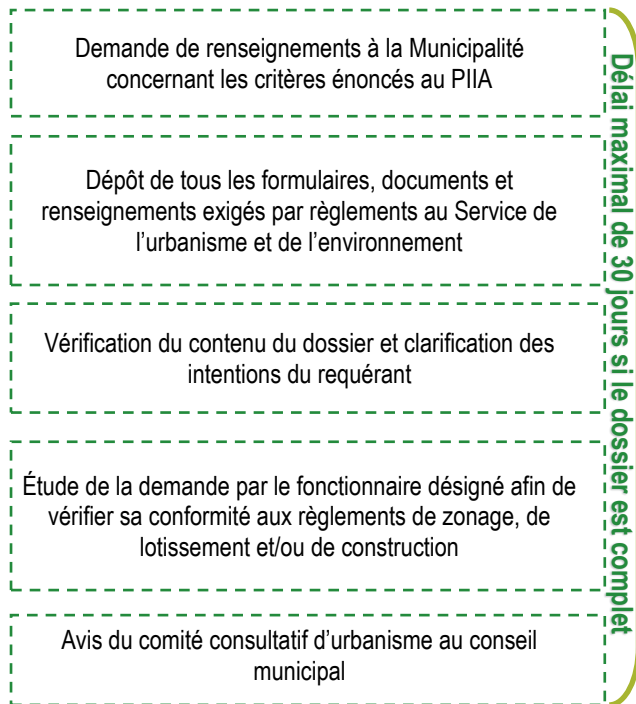 Demande de renseignements à la Municipalité
concernant les critères énoncés au PIIA
Dépôt de tous les formulaires, documents et
renseignements exigés par règlements au Service de
l'urbanisme et de l'environnement
Vérification du contenu du dossier et clarification des
intentions du requérant
Étude de la demande par le fonctionnaire désigné afin de
vérifier sa conformité aux règlements de zonage, de
lotissement et/ou de construction
Avis du comité consultatif d'urbanisme au conseil
municipal
Délai maximal de 30 jours si le dossier est complet